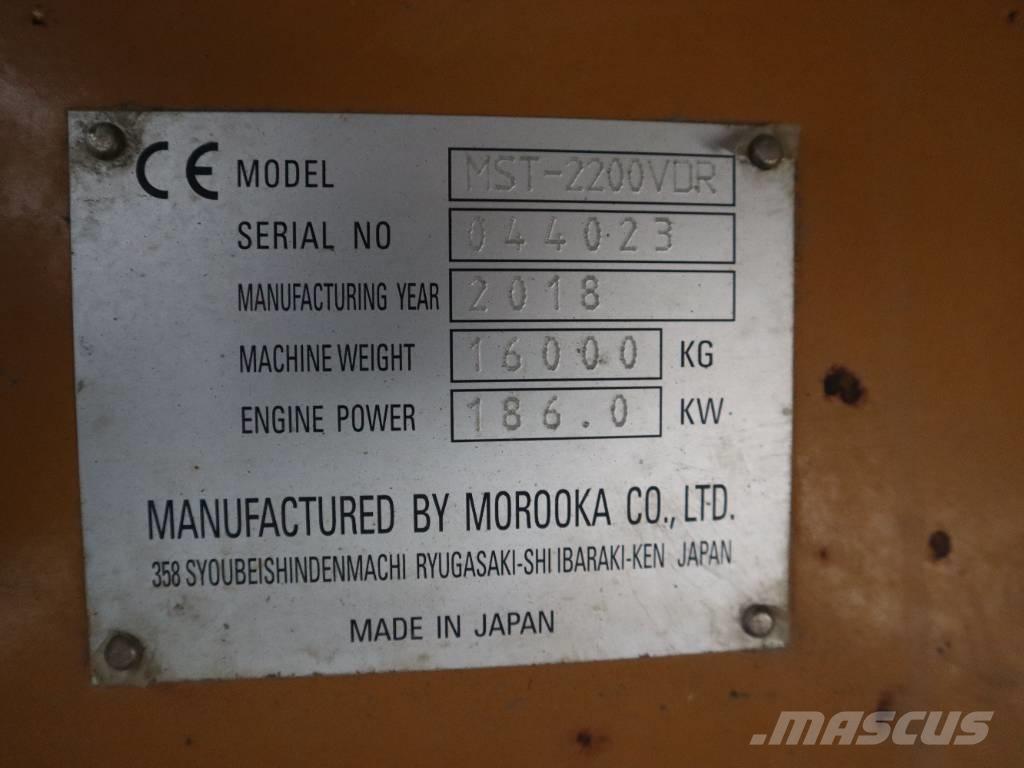 CE MODEL MST-2200VDR
SERIAL NO 044023
MANUFACTURING YEAR 2018
MACHINE WEIGHT 16000 KG
ENGINE POWER 186.0 KW
MANUFACTURED BY MOROOKA CO., LTD.
358 SYOUBEISHINDENMACHI RYUGASAKI-SHI IBARAKI-KEN JAPAN
MADE IN JAPAN
MASCUS